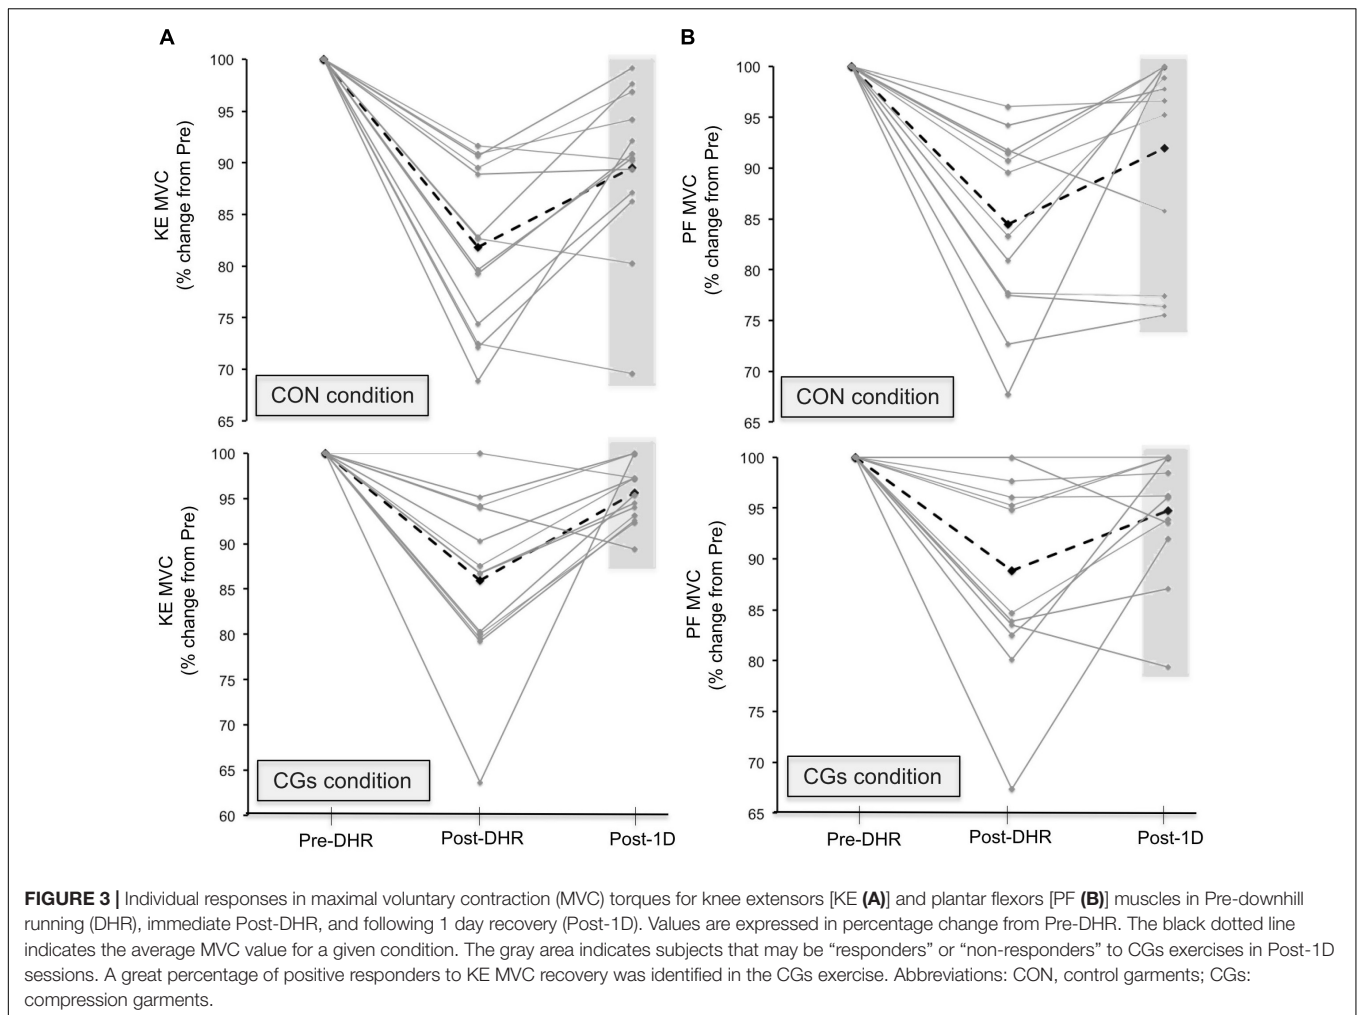 A
B
100
95
90
85
80
75
70
65
KE MVC
(% change from Pre)
CON condition
100
95
90
85
80
75
70
65
PF MVC
(% change from Pre)
CON condition
100
95
90
85
80
75
70
65
60
KE MVC
(% change from Pre)
CGs condition
Pre-DHR
Post-DHR
Post-1D
100
95
90
85
80
75
70
65
PF MVC
(% change from Pre)
CGs condition
Pre-DHR
Post-DHR
Post-1D
FIGURE 3 | Individual responses in maximal voluntary contraction (MVC) torques for knee extensors [KE (A)] and plantar flexors [PF (B)] muscles in Pre-downhill
running (DHR), immediate Post-DHR, and following 1 day recovery (Post-1D). Values are expressed in percentage change from Pre-DHR. The black dotted line
indicates the average MVC value for a given condition. The gray area indicates subjects that may be “responders” or “non-responders” to CGs exercises in Post-1D
sessions. A great percentage of positive responders to KE MVC recovery was identified in the CGs exercise. Abbreviations: CON, control garments; CGs:
compression garments.